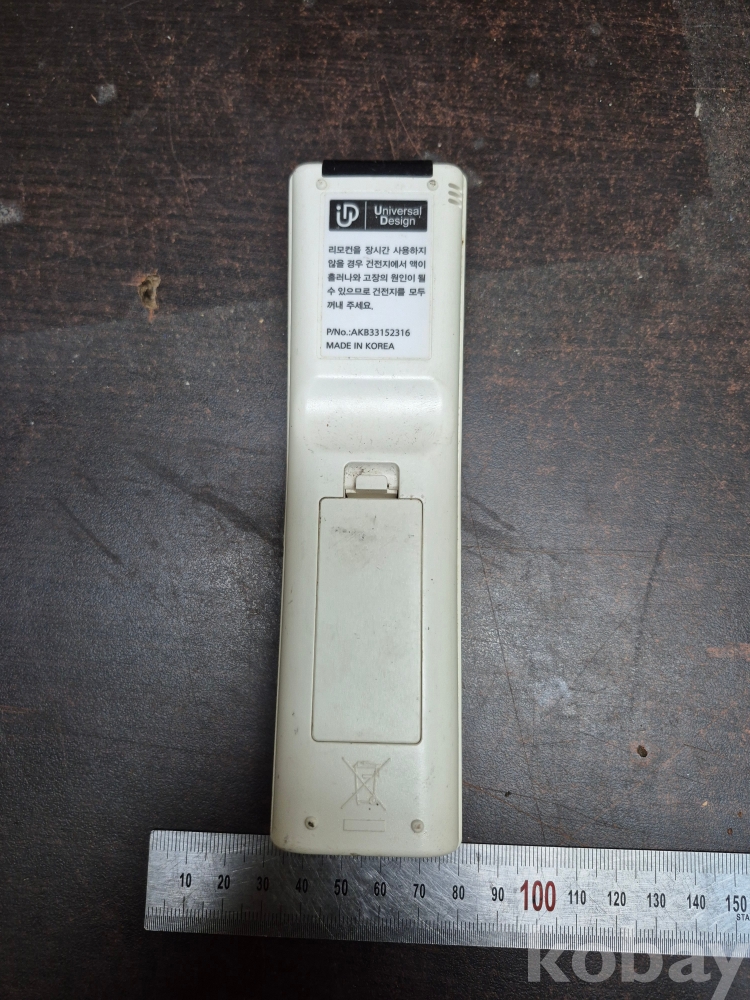 UD Universal
Design
리모컨을 장시간 사용하지
않을 경우 건전지에서 액이
흘러나와 고장의 원인이 될
수 있으므로 건전지를 모두
꺼내 주세요.
P/No.:AKB33152316
MADE IN KOREA
10 20 30 40 50 60 70 80 90 100 110 120 130 140 150
STA
kobay